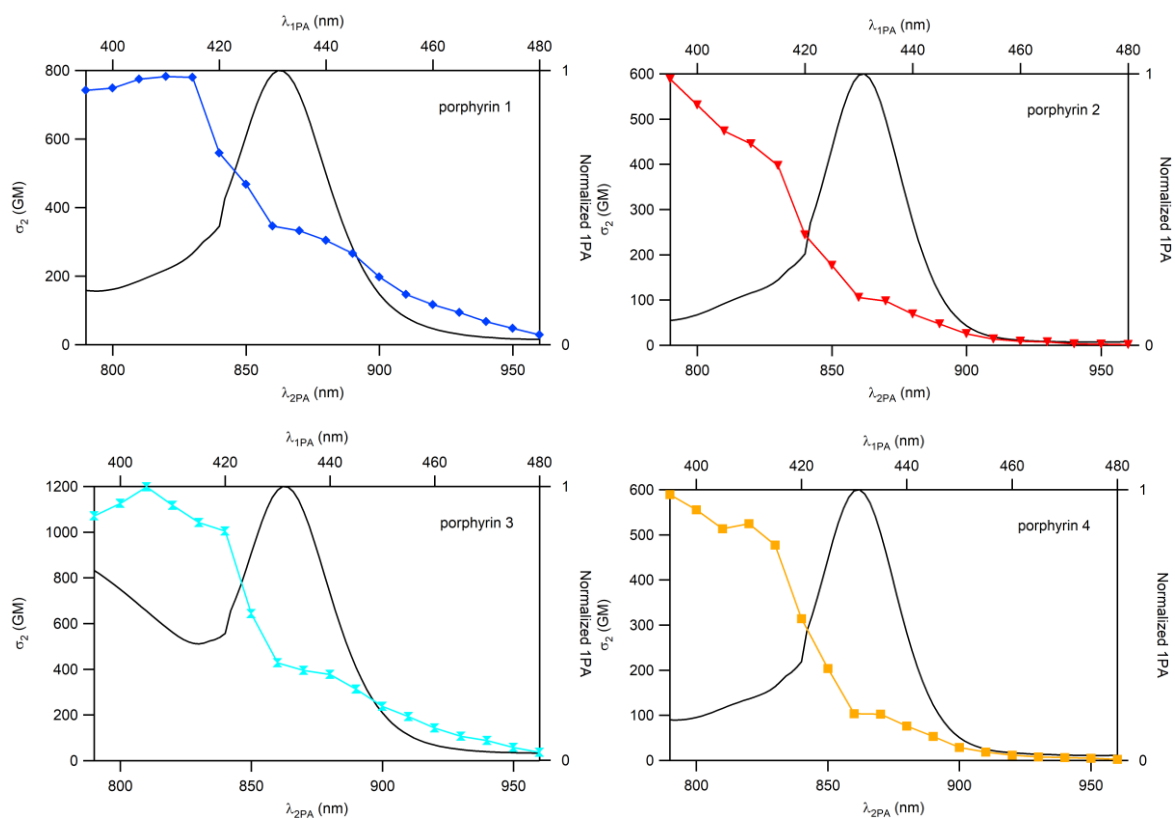 λ1PA (nm)
400 420 440 460 480
800 600 400 200 0
σ2 (GM)
porphyrin 1
1 0
Normalized 1PA
800 850 900 950
λ2PA (nm)
λ1PA (nm)
400 420 440 460 480
600 500 400 300 200 100 0
σ2 (GM)
porphyrin 2
1 0
Normalized 1PA
800 850 900 950
λ2PA (nm)
λ1PA (nm)
400 420 440 460 480
1200 1000 800 600 400 200 0
σ2 (GM)
porphyrin 3
1 0
Normalized 1PA
800 850 900 950
λ2PA (nm)
λ1PA (nm)
400 420 440 460 480
600 500 400 300 200 100 0
σ2 (GM)
porphyrin 4
1 0
Normalized 1PA
800 850 900 950
λ2PA (nm)